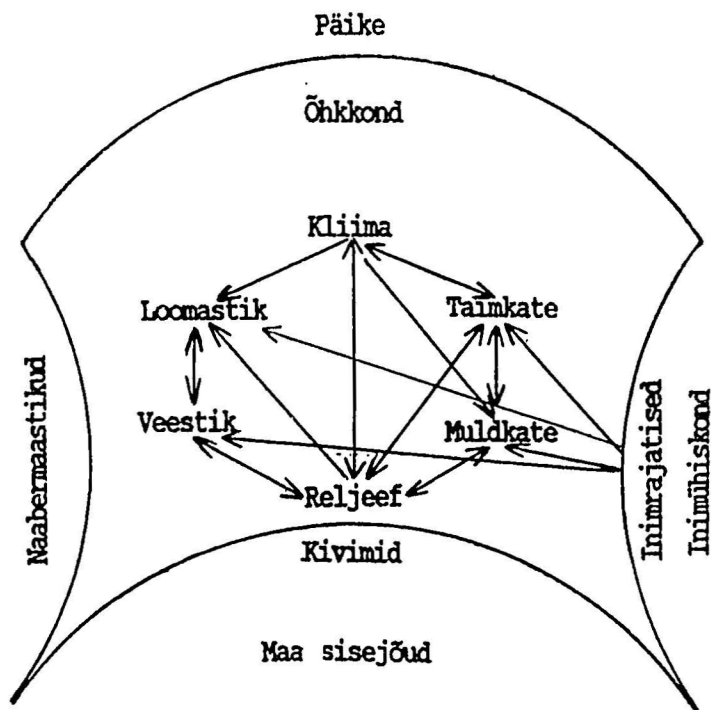 Päike
Õhkkond
Kliima
Loomastik
Taimkate
Veestik
Muldkate
Reljeef
Kivimid
Maa sisejõud
Naabermaastikud
Inimrajatised
Inimühiskond